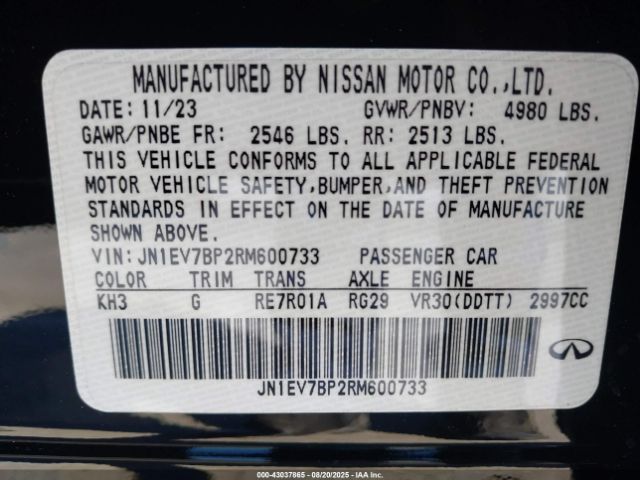 MANUFACTURED BY NISSAN MOTOR CO.,LTD.
DATE: 11/23 GVWR/PNBV: 4980 LBS.
GAWR/PNBE FR: 2546 LBS. RR: 2513 LBS.
THIS VEHICLE CONFORMS TO ALL APPLICABLE FEDERAL
MOTOR VEHICLE SAFETY,BUMPER,AND THEFT PREVENTION
STANDARDS IN EFFECT ON THE DATE OF MANUFACTURE
SHOWN ABOVE.
VIN:JN1EV7BP2RM600733 PASSENGER CAR
COLOR TRIM TRANS AXLE ENGINE
KH3 G RE7R01A RG29 VR30(DDTT) 2997CC
JN1EV7BP2RM600733
000-43037865 - 08/20/2025 - IAA Inc.